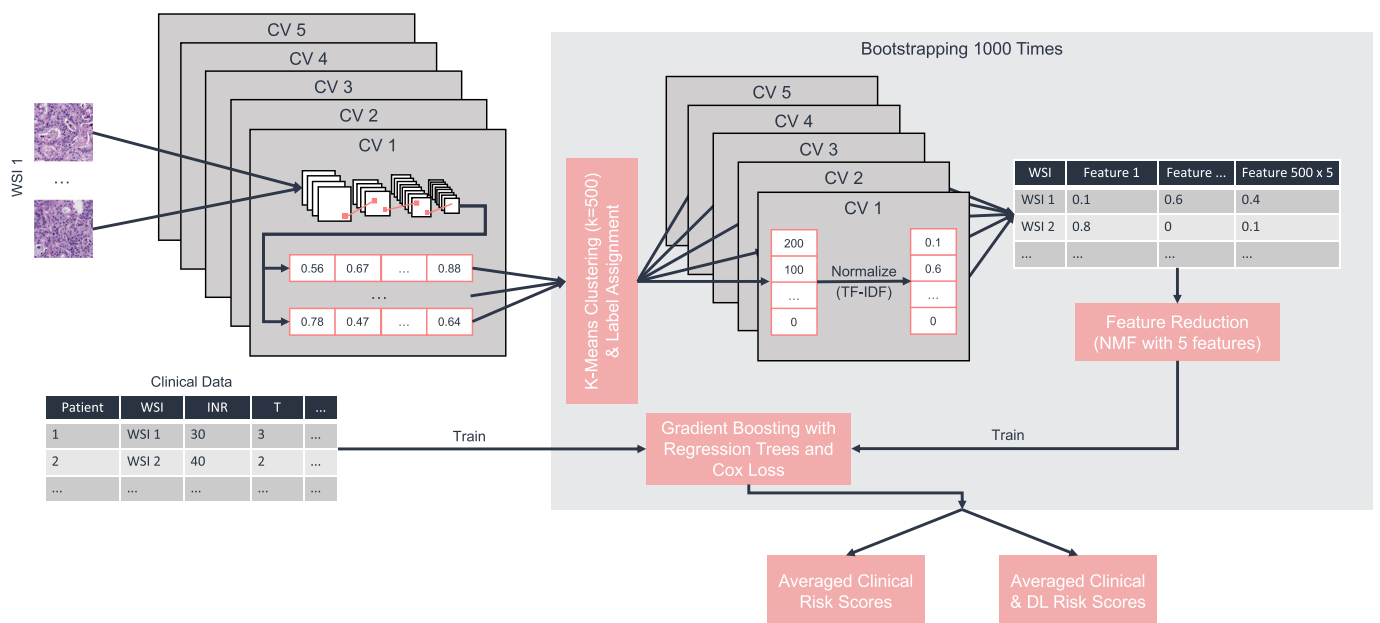 WSI 1
...
CV 5
CV 4
CV 3
CV 2
CV 1
0.56 0.67 ... 0.88
...
0.78 0.47 ... 0.64
K-Means Clustering (k=500)
& Label Assignment
Bootstrapping 1000 Times
CV 5
CV 4
CV 3
CV 2
CV 1
200
100
...
0
Normalize
(TF-IDF)
0.1
0.6
...
0
WSI Feature 1 Feature ... Feature 500 x 5
WSI 1 0.1 0.6 0.4
WSI 2 0.8 0 0.1
... ... ...
Feature Reduction
(NMF with 5 features)
Clinical Data
Patient WSI INR T ...
1 WSI 1 30 3 ...
2 WSI 2 40 2 ...
... ... ... ... ...
Train
Gradient Boosting with
Regression Trees and
Cox Loss
Train
Averaged Clinical
Risk Scores
Averaged Clinical
& DL Risk Scores